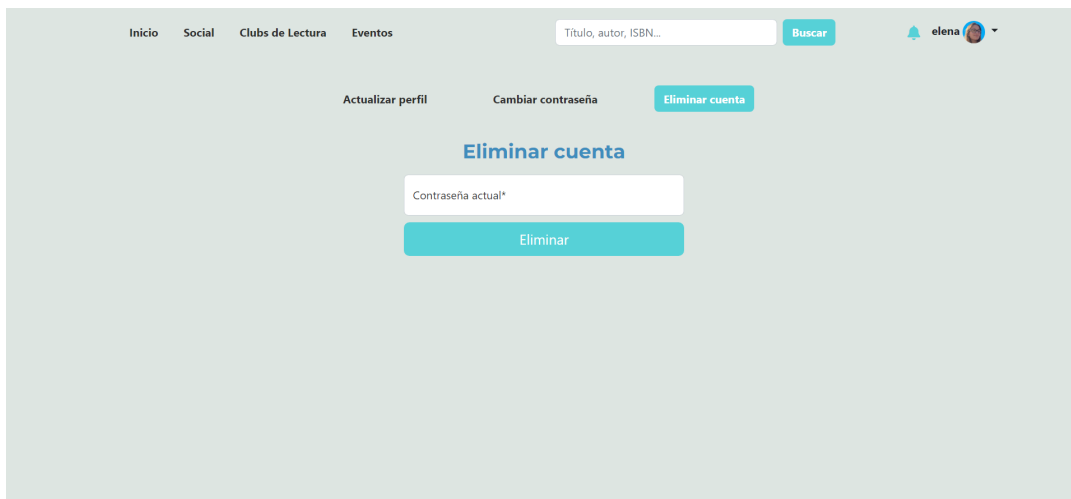 Inicio Social Clubs de Lectura Eventos Título, autor, ISBN... Buscar elena
Actualizar perfil Cambiar contraseña Eliminar cuenta
Eliminar cuenta
Contraseña actual*
Eliminar